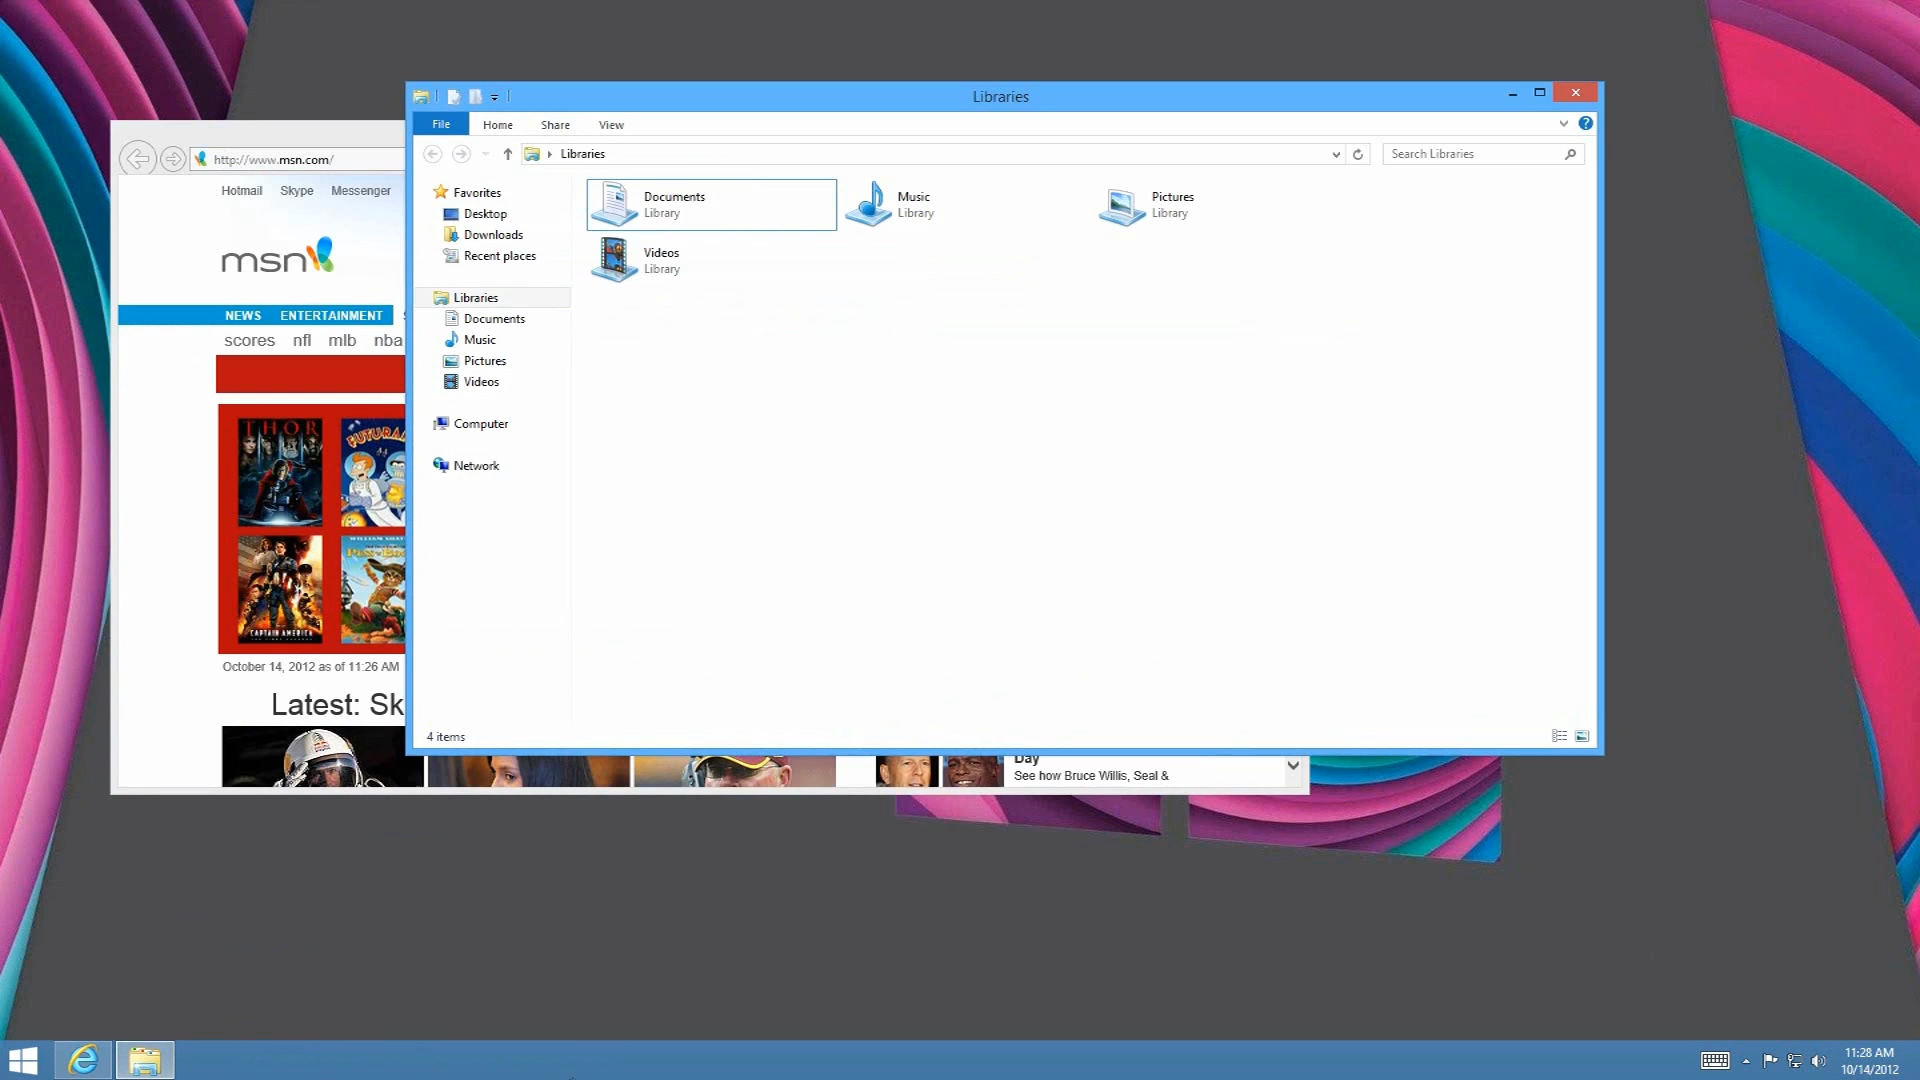 Libraries
File Home Share View
Libraries
Search Libraries
http://www.msn.com/
Hotmail Skype Messenger
msn
NEWS ENTERTAINMENT
scores nfl mlb nba
THOR
CAPTAIN AMERICA
October 14, 2012 as of 11:26 AM
Latest: Sk
Favorites
Desktop
Downloads
Recent places
Libraries
Documents
Music
Pictures
Videos
Computer
Network
Documents
Library
Music
Library
Pictures
Library
Videos
Library
4 items
Day
See how Bruce Willis, Seal &
11:28 AM
10/14/2012